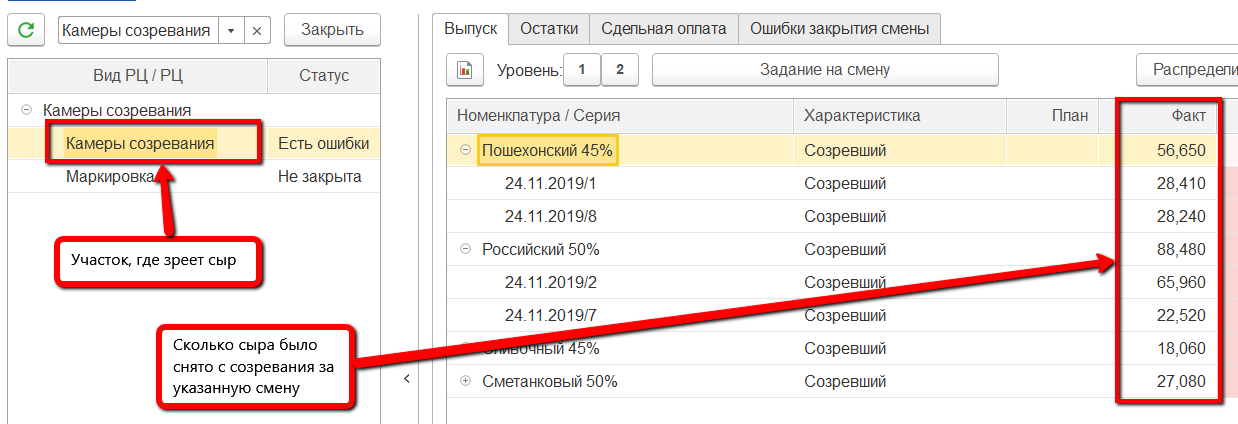 Камеры созревания Закрыть
Вид РЦ / РЦ Статус
Камеры созревания
Камеры созревания Есть ошибки
Маркировка Не закрыта
Участок, где зреет сыр
Сколько сыра было
снято с созревания за
указанную смену
Выпуск Остатки Сдельная оплата Ошибки закрытия смены
Уровень: 1 2 Задание на смену Распредели
Номенклатура / Серия Характеристика План Факт
Пошехонский 45% Созревший 56,650
24.11.2019/1 Созревший 28,410
24.11.2019/8 Созревший 28,240
Российский 50% Созревший 88,480
24.11.2019/2 Созревший 65,960
24.11.2019/7 Созревший 22,520
Сливочный 45% Созревший 18,060
Сметанковый 50% Созревший 27,080